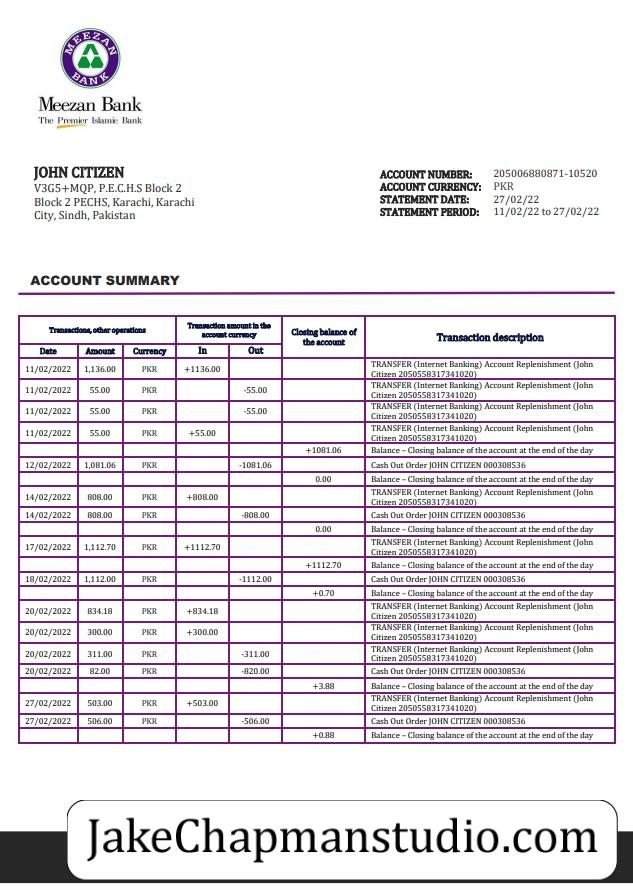 MEEZAN
BANK
Meezan Bank
The Premier Islamic Bank
JOHN CITIZEN
V3G5+MQP, P.E.C.H.S Block 2
Block 2 PECHS, Karachi, Karachi
City, Sindh, Pakistan
ACCOUNT NUMBER: 205006880871-10520
ACCOUNT CURRENCY: PKR
STATEMENT DATE: 27/02/22
STATEMENT PERIOD: 11/02/22 to 27/02/22
ACCOUNT SUMMARY
Transactions, other operations
Transaction amount in the
account currency
Closing balance of
the account
Transaction description
Date Amount Currency In Out
11/02/2022 1,136.00 PKR +1136.00 TRANSFER (Internet Banking) Account Replenishment (John
Citizen 2050558317341020)
11/02/2022 55.00 PKR -55.00 TRANSFER (Internet Banking) Account Replenishment (John
Citizen 2050558317341020)
11/02/2022 55.00 PKR -55.00 TRANSFER (Internet Banking) Account Replenishment (John
Citizen 2050558317341020)
11/02/2022 55.00 PKR +55.00 TRANSFER (Internet Banking) Account Replenishment (John
Citizen 2050558317341020)
+1081.06 Balance – Closing balance of the account at the end of the day
12/02/2022 1,081.06 PKR -1081.06 Cash Out Order JOHN CITIZEN 000308536
0.00 Balance – Closing balance of the account at the end of the day
14/02/2022 808.00 PKR +808.00 TRANSFER (Internet Banking) Account Replenishment (John
Citizen 2050558317341020)
14/02/2022 808.00 PKR -808.00 Cash Out Order JOHN CITIZEN 000308536
0.00 Balance – Closing balance of the account at the end of the day
17/02/2022 1,112.70 PKR +1112.70 TRANSFER (Internet Banking) Account Replenishment (John
Citizen 2050558317341020)
+1112.70 Balance – Closing balance of the account at the end of the day
18/02/2022 1,112.00 PKR -1112.00 Cash Out Order JOHN CITIZEN 000308536
+0.70 Balance – Closing balance of the account at the end of the day
20/02/2022 834.18 PKR +834.18 TRANSFER (Internet Banking) Account Replenishment (John
Citizen 2050558317341020)
20/02/2022 300.00 PKR +300.00 TRANSFER (Internet Banking) Account Replenishment (John
Citizen 2050558317341020)
20/02/2022 311.00 PKR -311.00 TRANSFER (Internet Banking) Account Replenishment (John
Citizen 2050558317341020)
20/02/2022 82.00 PKR -820.00 Cash Out Order JOHN CITIZEN 000308536
+3.88 Balance – Closing balance of the account at the end of the day
27/02/2022 503.00 PKR +503.00 TRANSFER (Internet Banking) Account Replenishment (John
Citizen 2050558317341020)
27/02/2022 506.00 PKR -506.00 Cash Out Order JOHN CITIZEN 000308536
+0.88 Balance – Closing balance of the account at the end of the day
JakeChapmanstudio.com